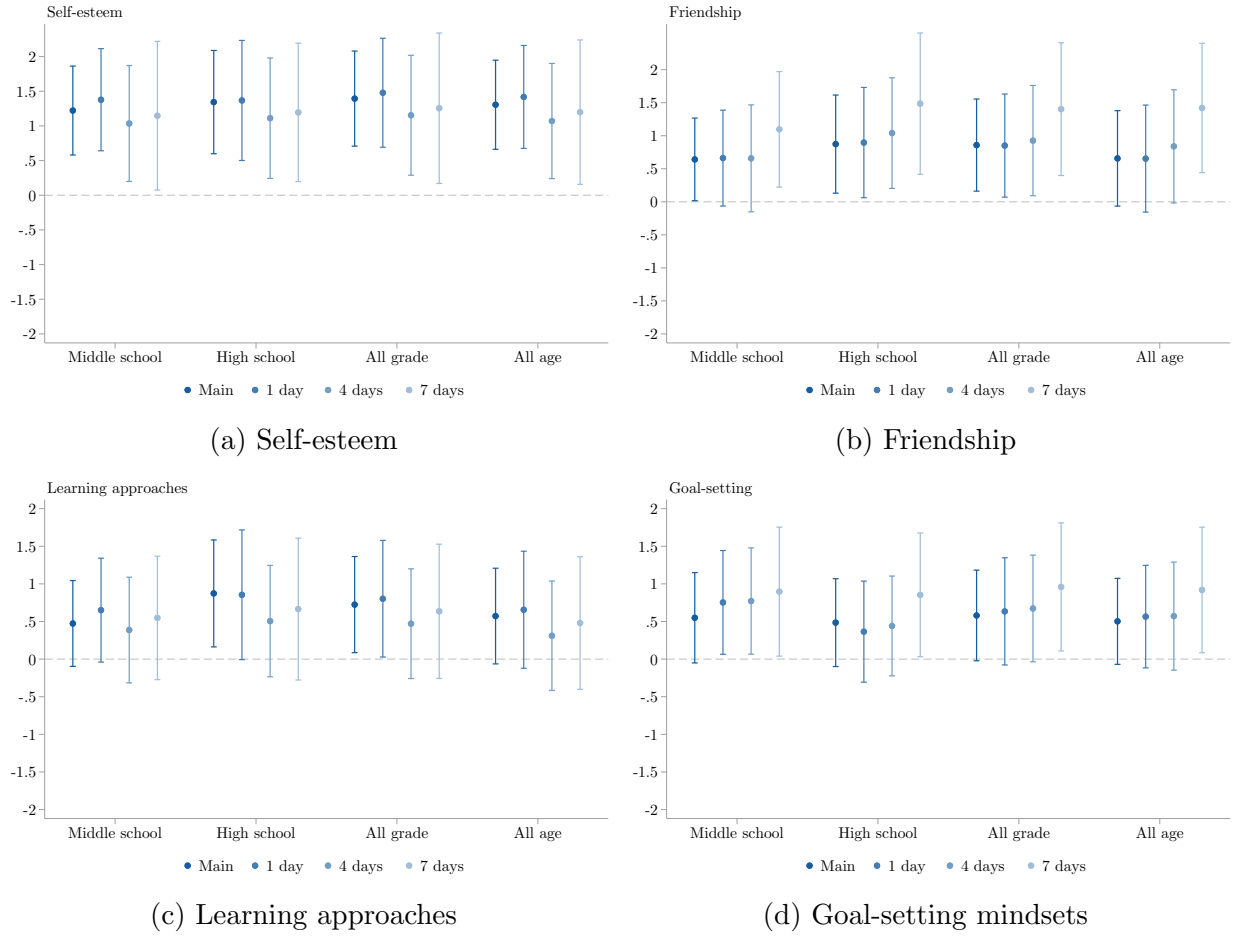 Self-esteem
2
1.5
1
.5
0
-.5
-1
-1.5
-2
Middle school High school All grade All age
Main 1 day 4 days 7 days
(a) Self-esteem
Friendship
2
1.5
1
.5
0
-.5
-1
-1.5
-2
Middle school High school All grade All age
Main 1 day 4 days 7 days
(b) Friendship
Learning approaches
2
1.5
1
.5
0
-.5
-1
-1.5
-2
Middle school High school All grade All age
Main 1 day 4 days 7 days
(c) Learning approaches
Goal-setting
2
1.5
1
.5
0
-.5
-1
-1.5
-2
Middle school High school All grade All age
Main 1 day 4 days 7 days
(d) Goal-setting mindsets